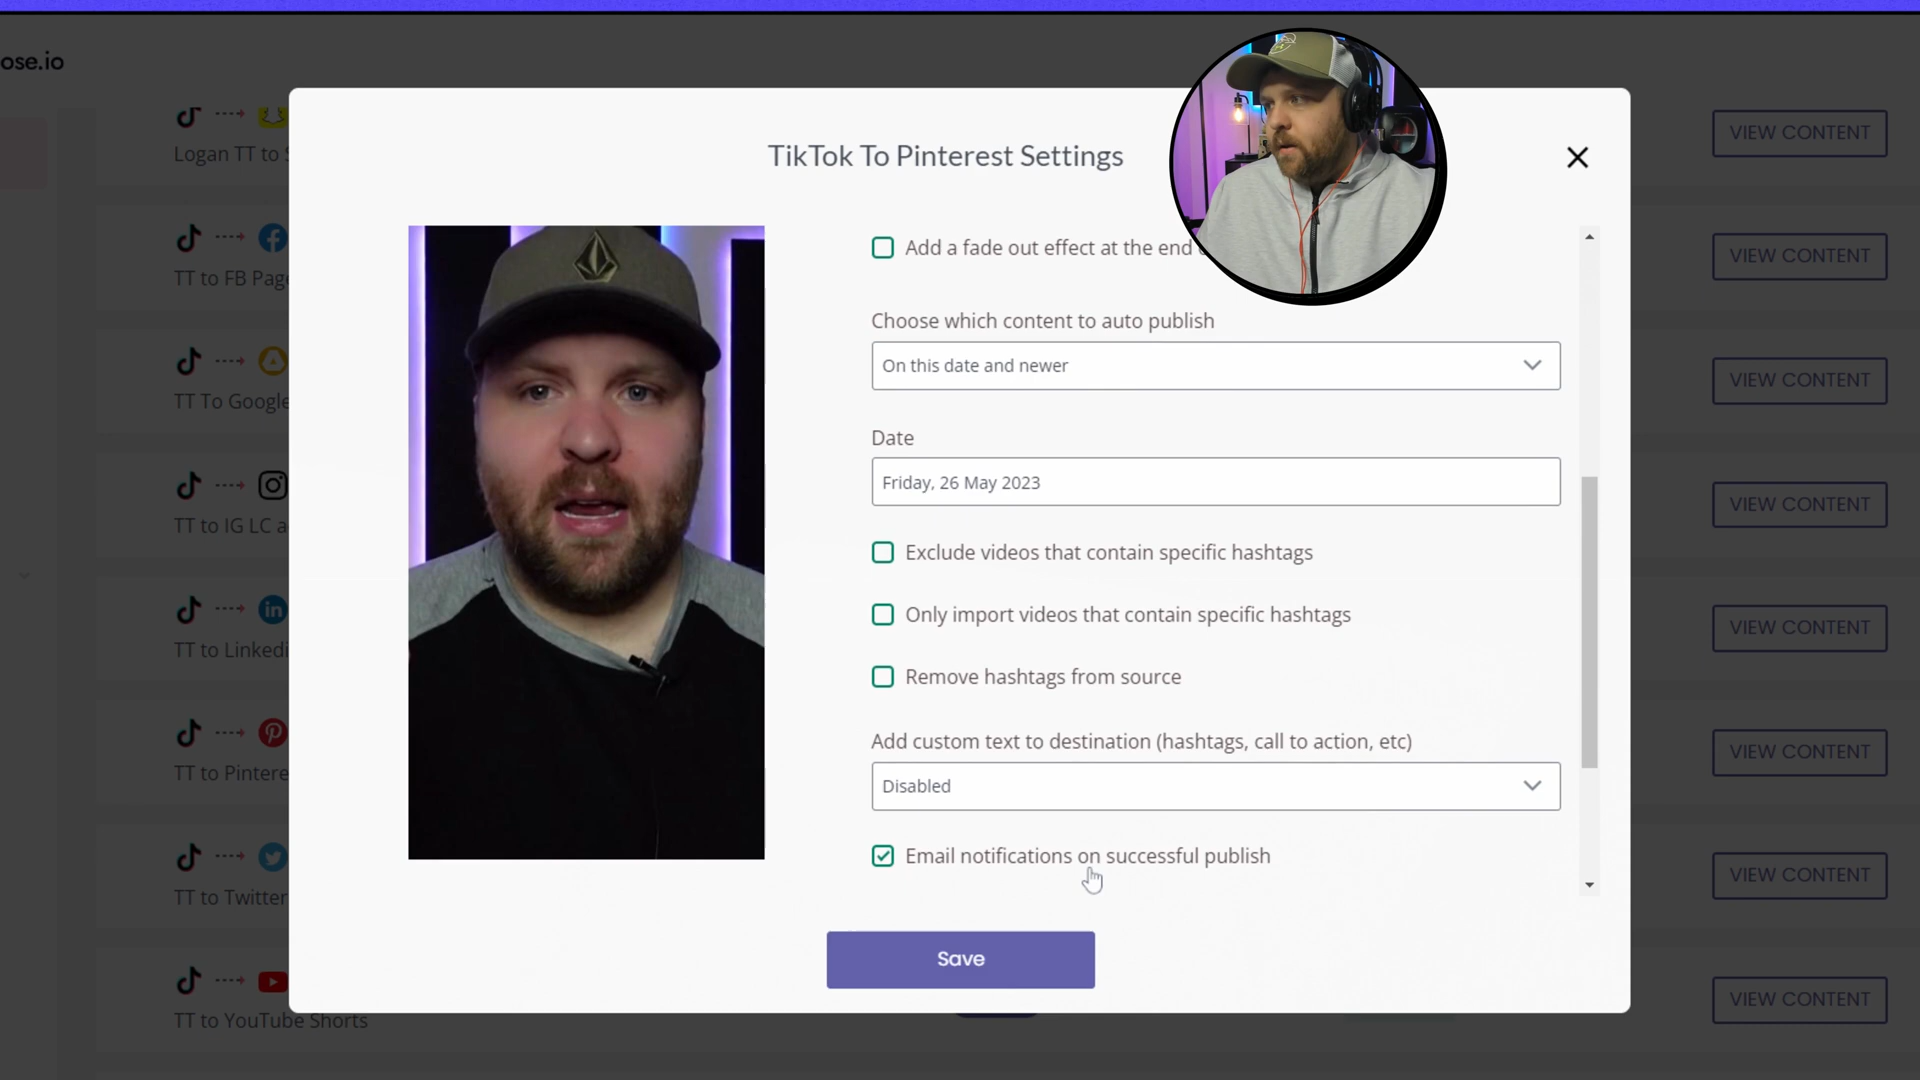 ose.io
TikTok To Pinterest Settings
Logan TT to
TT to FB Page
TT To Google
TT to IG LC a
TT to Linkedi
TT to Pintere
TT to Twitter
TT to YouTube Shorts
Add a fade out effect at the end
Choose which content to auto publish
On this date and newer
Date
Friday, 26 May 2023
Exclude videos that contain specific hashtags
Only import videos that contain specific hashtags
Remove hashtags from source
Add custom text to destination (hashtags, call to action, etc)
Disabled
Email notifications on successful publish
Save
VIEW CONTENT
VIEW CONTENT
VIEW CONTENT
VIEW CONTENT
VIEW CONTENT
VIEW CONTENT
VIEW CONTENT
VIEW CONTENT